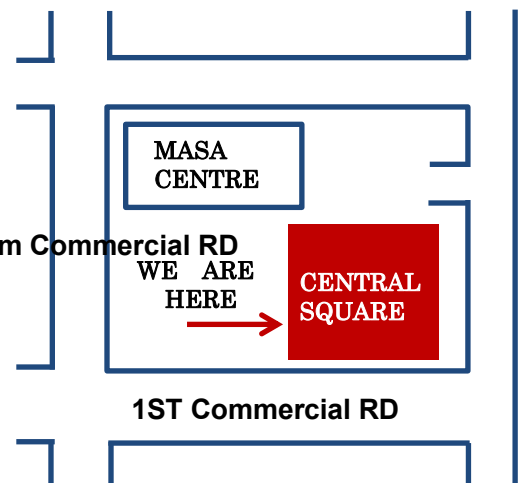 MASA
CENTRE
m Commercial RD
WE ARE
HERE
CENTRAL
SQUARE
1ST Commercial RD